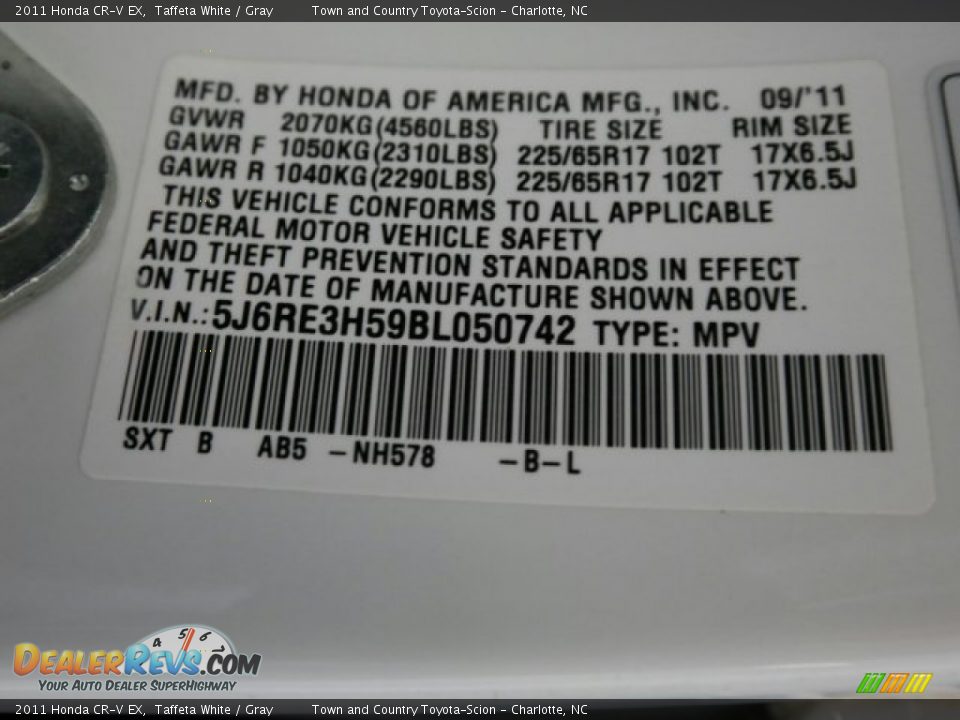 2011 Honda CR-V EX, Taffeta White / Gray Town and Country Toyota-Scion - Charlotte, NC
MFD. BY HONDA OF AMERICA MFG., INC. 09/'11
GVWR 2070KG(4560LBS) TIRE SIZE RIM SIZE
GAWR F 1050KG(2310LBS) 225/65R17 102T 17X6.5J
GAWR R 1040KG(2290LBS) 225/65R17 102T 17X6.5J
THIS VEHICLE CONFORMS TO ALL APPLICABLE
FEDERAL MOTOR VEHICLE SAFETY
AND THEFT PREVENTION STANDARDS IN EFFECT
ON THE DATE OF MANUFACTURE SHOWN ABOVE.
V.I.N.:5J6RE3H59BL050742 TYPE: MPV
SXT B AB5 -NH578 -B-L
4 5 6 7
DEALERREVS.COM
YOUR AUTO DEALER SUPERHIGHWAY
2011 Honda CR-V EX, Taffeta White / Gray Town and Country Toyota-Scion - Charlotte, NC